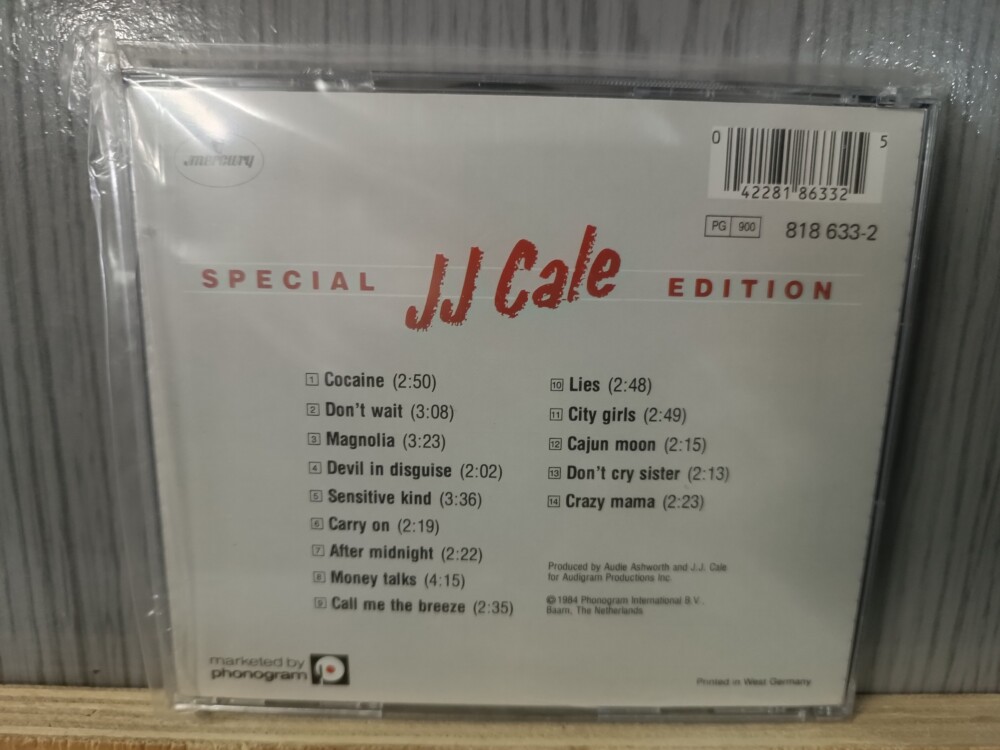 mercury
0 42281 86332 5
PG 900 818 633-2
SPECIAL JJ Cale EDITION
1 Cocaine (2:50)
2 Don't wait (3:08)
3 Magnolia (3:23)
4 Devil in disguise (2:02)
5 Sensitive kind (3:36)
6 Carry on (2:19)
7 After midnight (2:22)
8 Money talks (4:15)
9 Call me the breeze (2:35)
10 Lies (2:48)
11 City girls (2:49)
12 Cajun moon (2:15)
13 Don't cry sister (2:13)
14 Crazy mama (2:23)
Produced by Audie Ashworth and J.J. Cale
for Audigram Productions Inc.
© 1984 Phonogram International B.V.,
Baarn, The Netherlands
marketed by
phonogram
Printed in West Germany